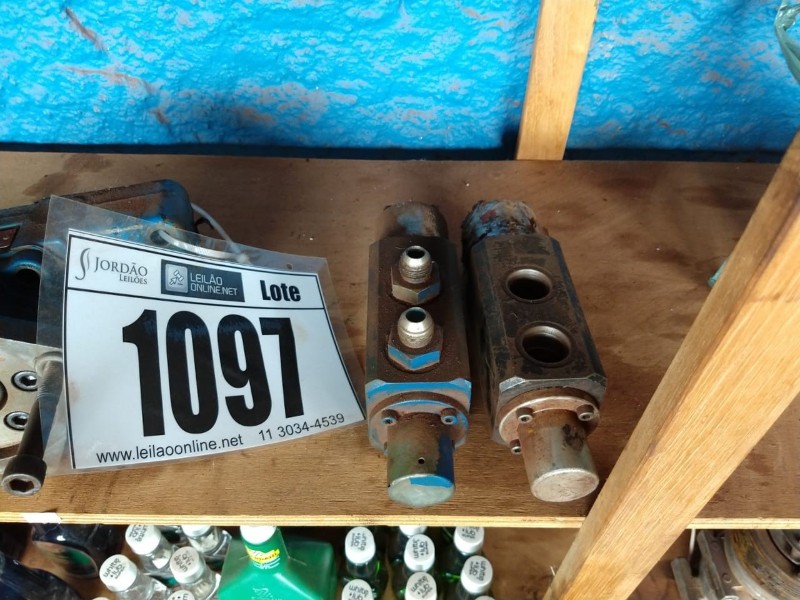 JORDÃO
LEILÕES
LEILÃO
ONLINE.NET
Lote
1097
www.leilaoonline.net 11 3034-4539